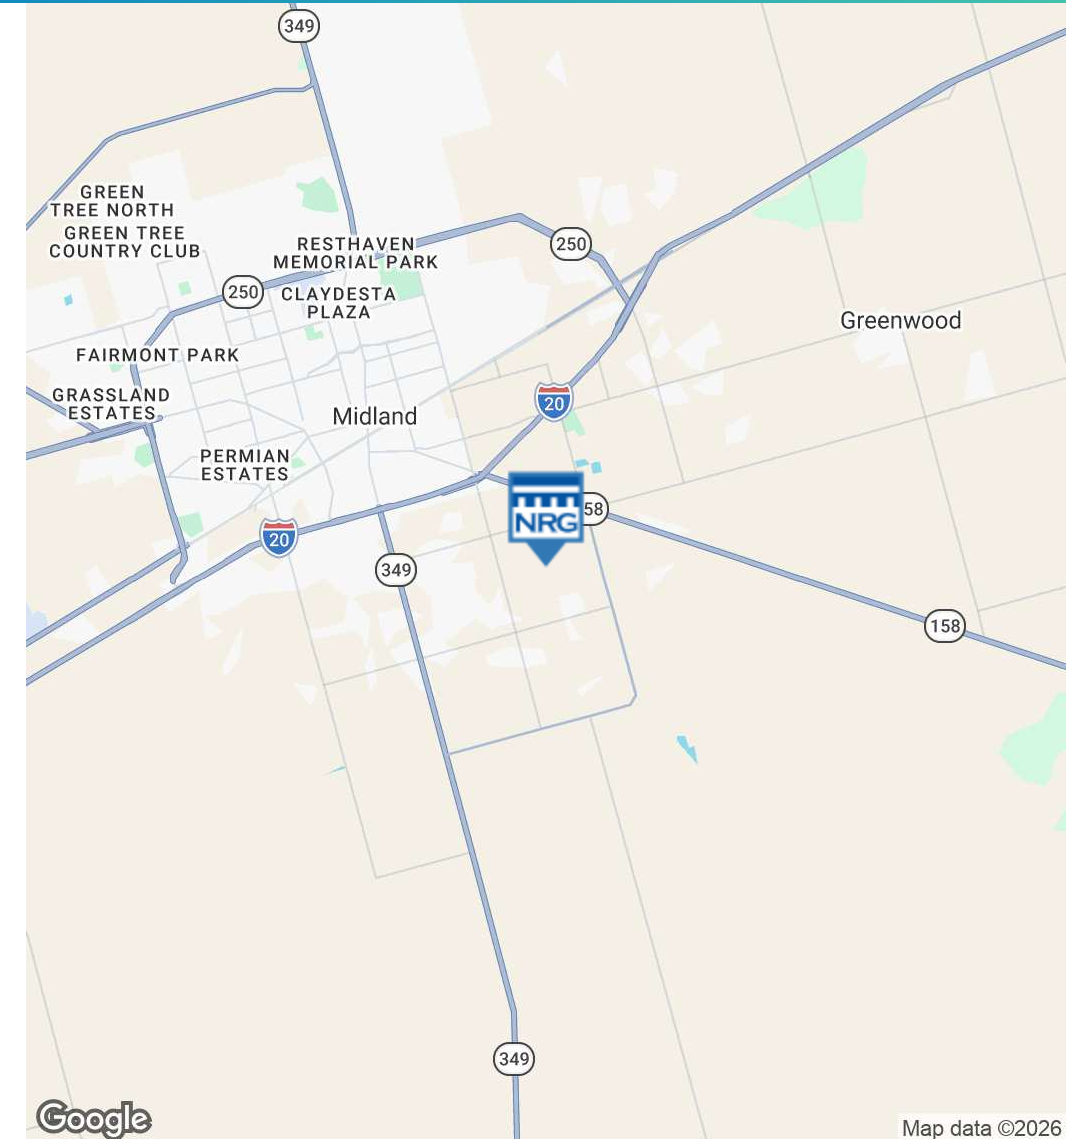 349
GREEN
TREE NORTH
GREEN TREE
COUNTRY CLUB
RESTHAVEN
MEMORIAL PARK
250
250
CLAYDESTA
PLAZA
Greenwood
FAIRMONT PARK
GRASSLAND
ESTATES
20
Midland
PERMIAN
ESTATES
NRG
58
20
349
158
349
Google
Map data ©2026